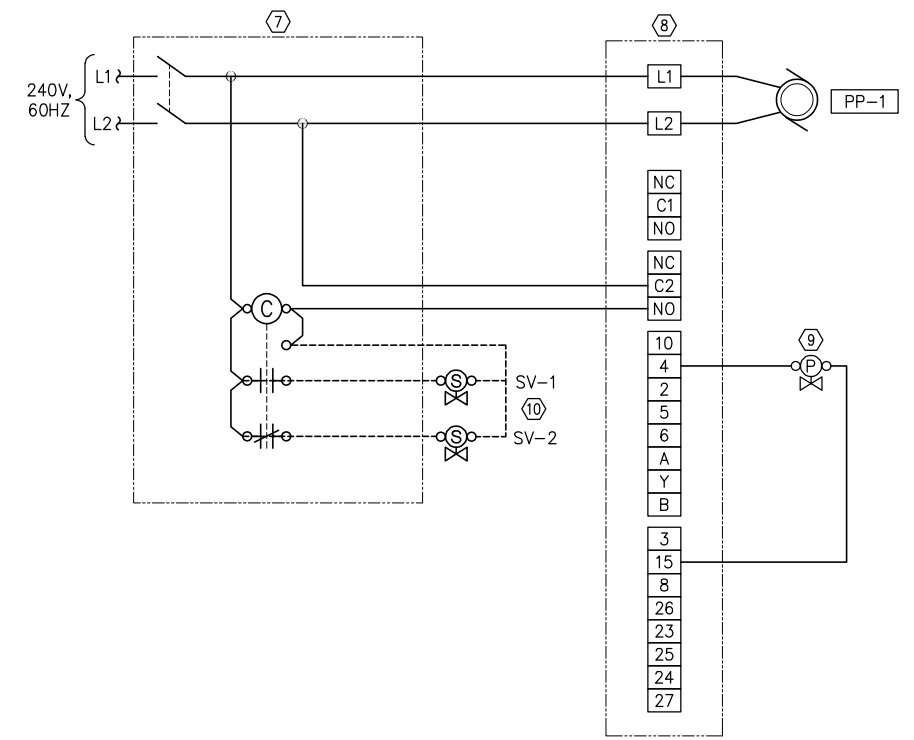 7
8
240V,
60HZ
L1
L2
L1
L2
PP-1
NC
C1
NO
NC
C2
NO
C
10
4
2
5
6
A
Y
B
9
P
S
SV-1
10
S
SV-2
3
15
8
26
23
25
24
27